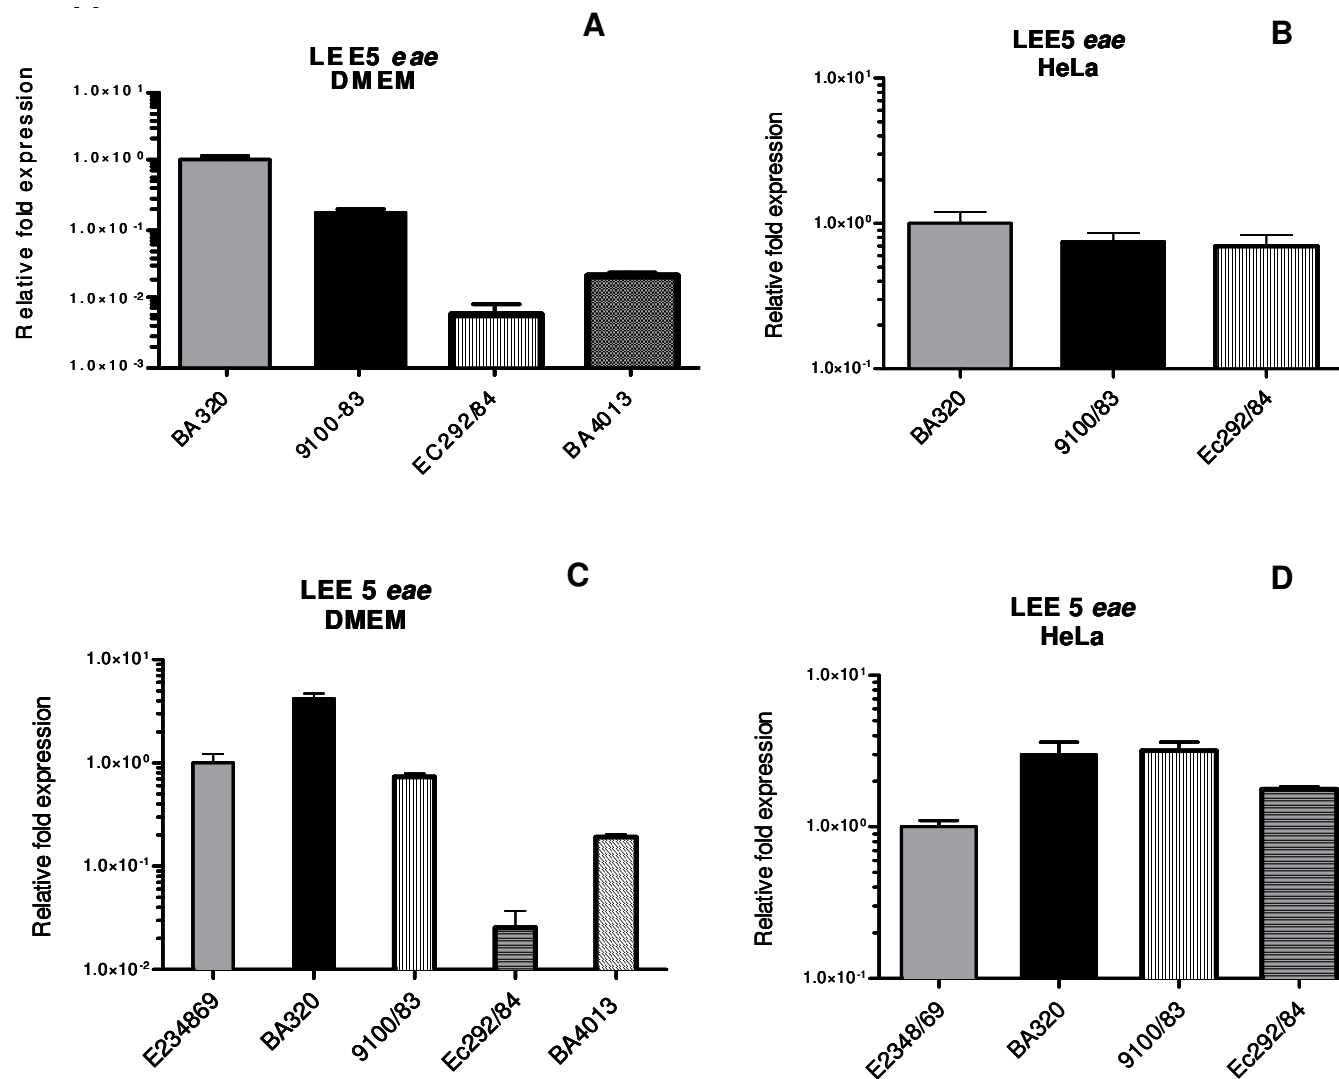 A
LEE5 eae
DMEM
Relative fold expression
1.0×10 1
1.0×10 0
1.0×10 -1
1.0×10 -2
1.0×10 -3
BA320
9100-83
EC292/84
BA4013
B
LEE5 eae
HeLa
Relative fold expression
1.0×10¹
1.0×10⁰
1.0×10⁻¹
BA320
9100/83
Ec292/84
C
LEE 5 eae
DMEM
Relative fold expression
1.0×10¹
1.0×10⁰
1.0×10⁻¹
1.0×10⁻²
E234869
BA320
9100/83
Ec292/84
BA4013
D
LEE 5 eae
HeLa
Relative fold expression
1.0×10¹
1.0×10⁰
1.0×10⁻¹
E2348/69
BA320
9100/83
Ec292/84